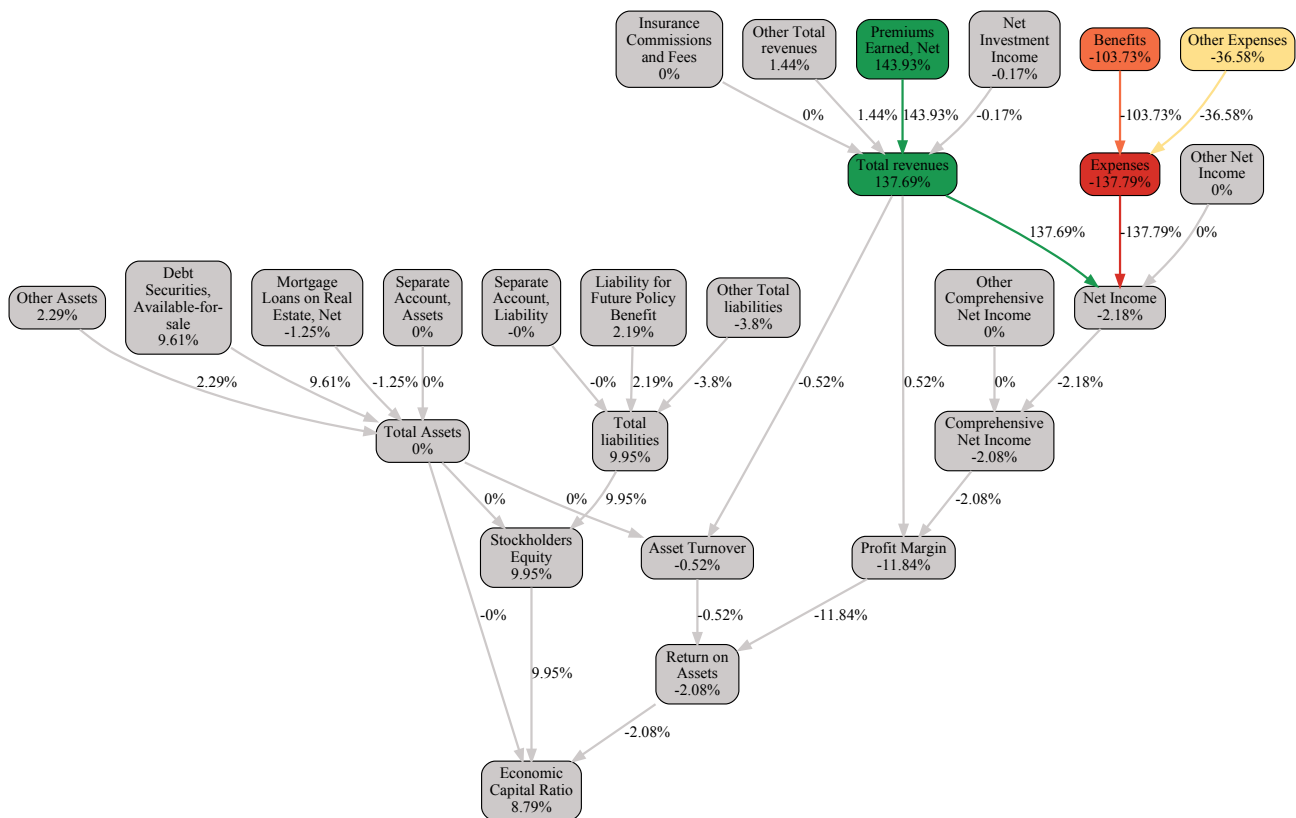 Insurance
Commissions
and Fees
0%
Other Total
revenues
1.44%
Premiums
Earned, Net
143.93%
Net
Investment
Income
-0.17%
Benefits
-103.73%
Other Expenses
-36.58%
0%
1.44%
143.93%
-0.17%
-103.73%
-36.58%
Total revenues
137.69%
Expenses
-137.79%
Other Net
Income
0%
137.69%
-137.79%
0%
Other Assets
2.29%
Debt
Securities,
Available-for-
sale
9.61%
Mortgage
Loans on Real
Estate, Net
-1.25%
Separate
Account,
Assets
0%
Separate
Account,
Liability
-0%
Liability for
Future Policy
Benefit
2.19%
Other Total
liabilities
-3.8%
Other
Comprehensive
Net Income
0%
Net Income
-2.18%
2.29%
9.61%
-1.25%
0%
-0%
2.19%
-3.8%
-0.52%
0.52%
0%
-2.18%
Total Assets
0%
Total
liabilities
9.95%
Comprehensive
Net Income
-2.08%
0%
9.95%
0%
-2.08%
Stockholders
Equity
9.95%
Asset Turnover
-0.52%
Profit Margin
-11.84%
-0%
-0.52%
-11.84%
9.95%
Return on
Assets
-2.08%
-2.08%
Economic
Capital Ratio
8.79%